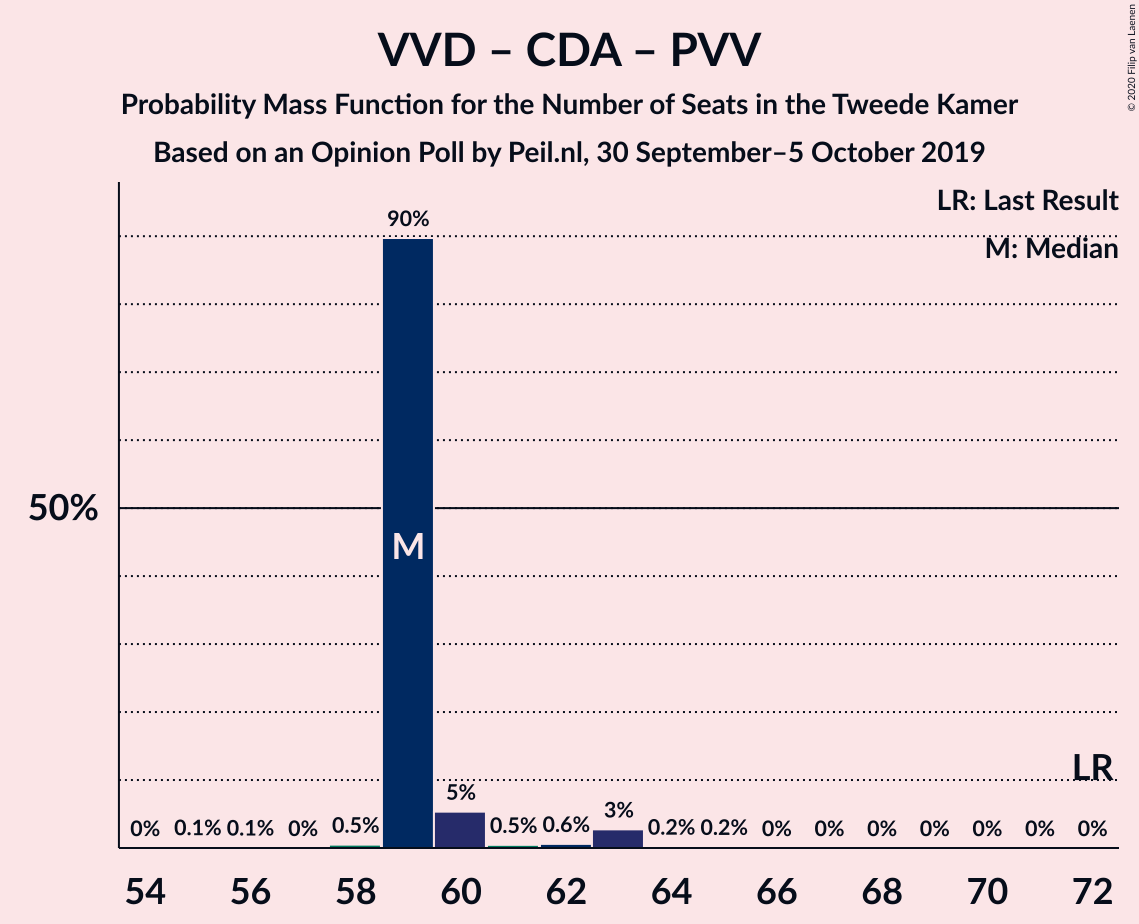 VVD – CDA – PVV
Probability Mass Function for the Number of Seats in the Tweede Kamer
Based on an Opinion Poll by Peil.nl, 30 September–5 October 2019
© 2020 Filip van Laenen
LR: Last Result
M: Median
90%
50%
M
LR
0% 0.1% 0.1% 0% 0.5% 5% 0.5% 0.6% 3% 0.2% 0.2% 0% 0% 0% 0% 0% 0% 0%
54 56 58 60 62 64 66 68 70 72